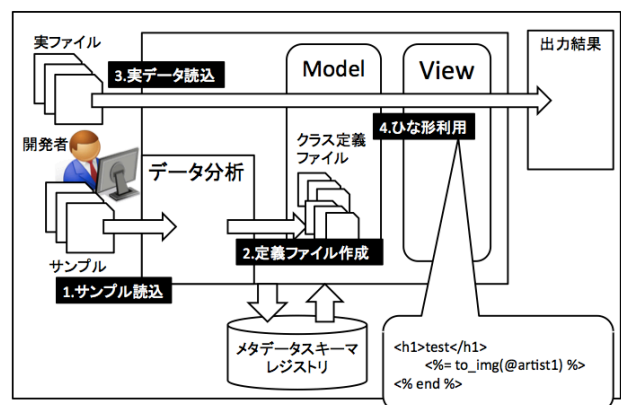 実ファイル
3.実データ読込
Model
View
出力結果
開発者
データ分析
クラス定義
ファイル
4.ひな形利用
サンプル
1.サンプル読込
2.定義ファイル作成
メタデータスキーマ
レジストリ
<h1>test</h1>
<%= to_img(@artist1) %>
<% end %>